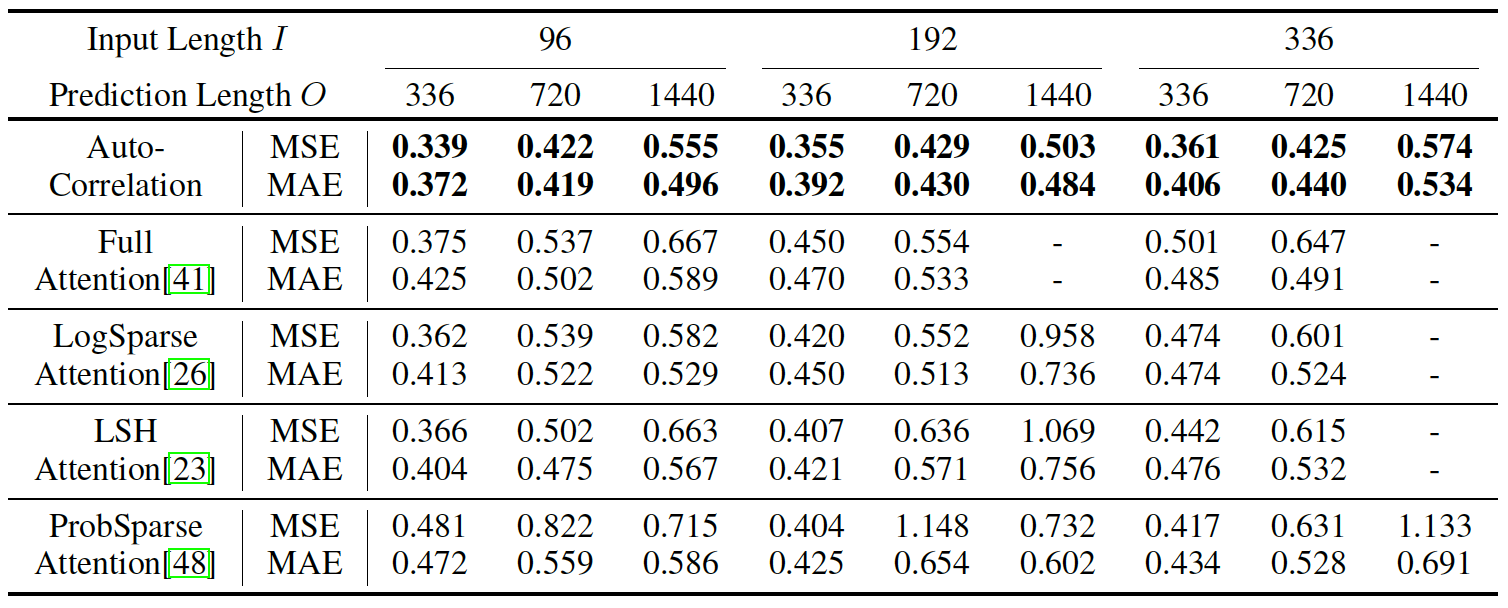 Input Length I 96 192 336
Prediction Length O 336 720 1440 336 720 1440 336 720 1440
Auto- MSE 0.339 0.422 0.555 0.355 0.429 0.503 0.361 0.425 0.574
Correlation MAE 0.372 0.419 0.496 0.392 0.430 0.484 0.406 0.440 0.534
Full MSE 0.375 0.537 0.667 0.450 0.554 - 0.501 0.647 -
Attention[41] MAE 0.425 0.502 0.589 0.470 0.533 - 0.485 0.491 -
LogSparse MSE 0.362 0.539 0.582 0.420 0.552 0.958 0.474 0.601 -
Attention[26] MAE 0.413 0.522 0.529 0.450 0.513 0.736 0.474 0.524 -
LSH MSE 0.366 0.502 0.663 0.407 0.636 1.069 0.442 0.615 -
Attention[23] MAE 0.404 0.475 0.567 0.421 0.571 0.756 0.476 0.532 -
ProbSparse MSE 0.481 0.822 0.715 0.404 1.148 0.732 0.417 0.631 1.133
Attention[48] MAE 0.472 0.559 0.586 0.425 0.654 0.602 0.434 0.528 0.691